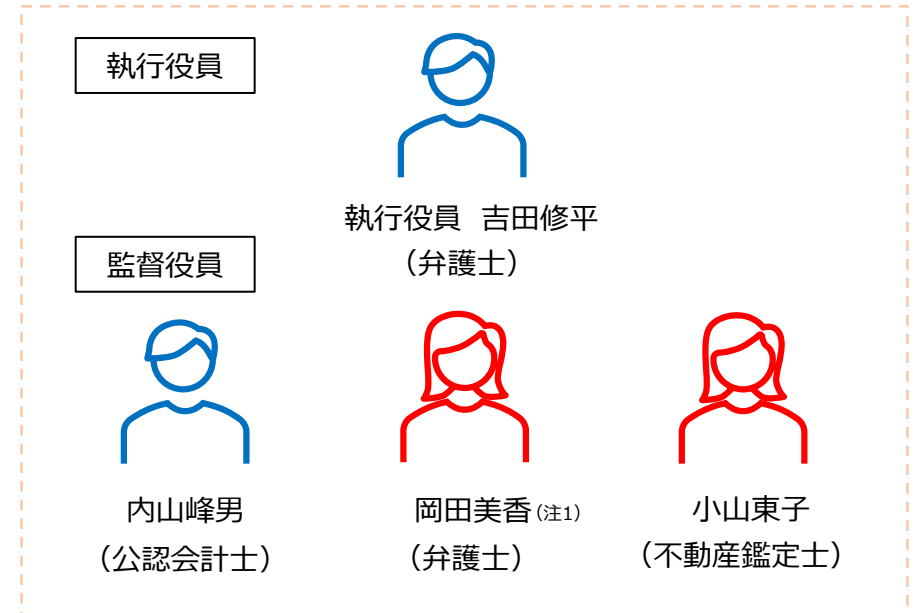 執行役員
執行役員 吉田修平
(弁護士)
監督役員
内山峰男
(公認会計士)
岡田美香(注1)
(弁護士)
小山東子
(不動産鑑定士)